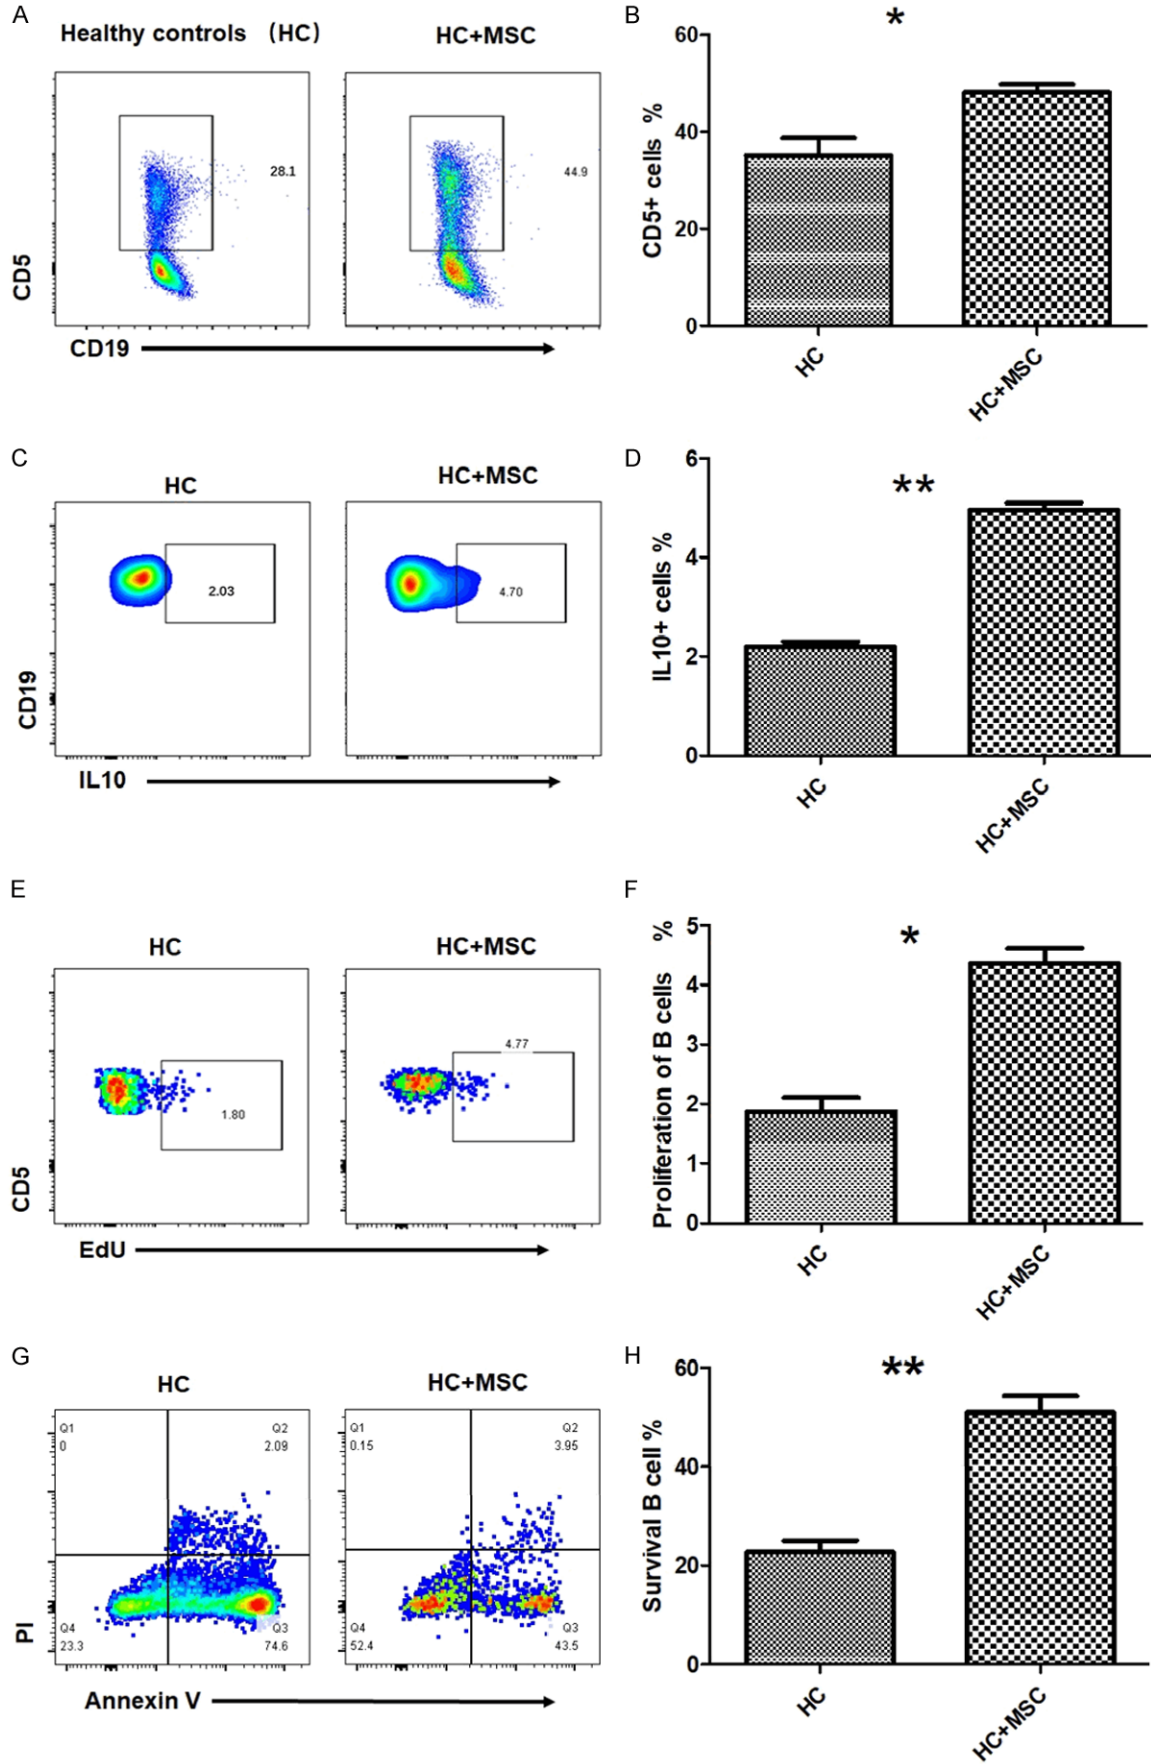 A
Healthy controls （HC）
HC+MSC
28.1
44.9
CD5
CD19
B
*
60
40
20
0
CD5+ cells %
HC
HC+MSC
C
HC
HC+MSC
2.03
4.70
CD19
IL10
D
**
6
4
2
0
IL10+ cells %
HC
HC+MSC
E
HC
HC+MSC
1.80
4.77
CD5
EdU
F
*
5
4
3
2
1
0
Proliferation of B cells %
HC
HC+MSC
G
HC
HC+MSC
Q1
0
Q2
2.09
Q4
23.3
Q3
74.6
Q1
0.15
Q2
3.95
Q4
52.4
Q3
43.5
PI
Annexin V
H
**
60
40
20
0
Survival B cell %
HC
HC+MSC